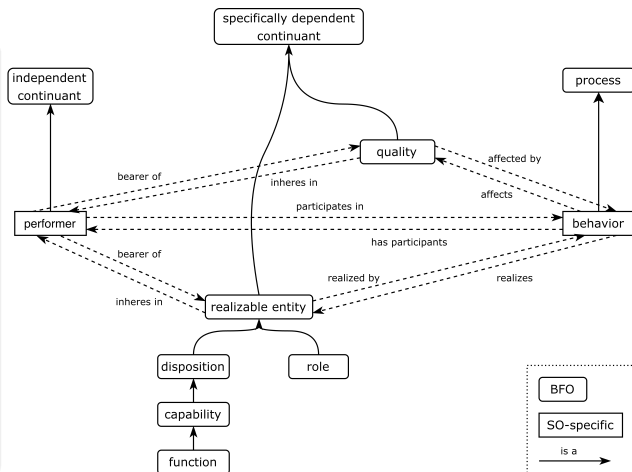 specifically dependent
continuant
independent
continuant
process
quality
affected by
bearer of
inheres in
affects
participates in
performer
behavior
has participants
bearer of
realized by
realizes
inheres in
realizable entity
disposition
role
capability
function
BFO
SO-specific
is a